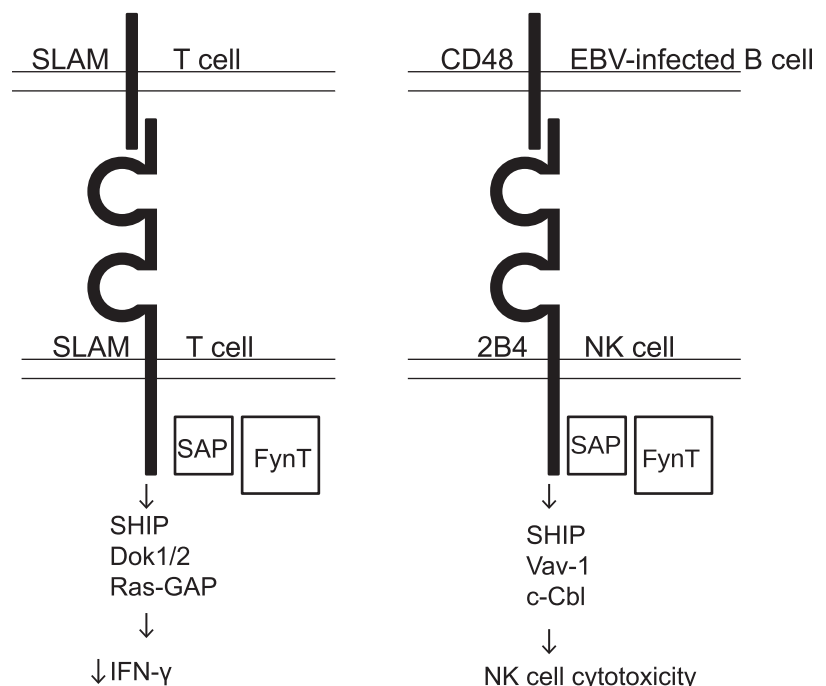 SLAM T cell
SLAM T cell
SAP
FynT
↓
SHIP
Dok1/2
Ras-GAP
↓
↓IFN-γ
CD48 EBV-infected B cell
2B4 NK cell
SAP
FynT
↓
SHIP
Vav-1
c-Cbl
↓
NK cell cytotoxicity